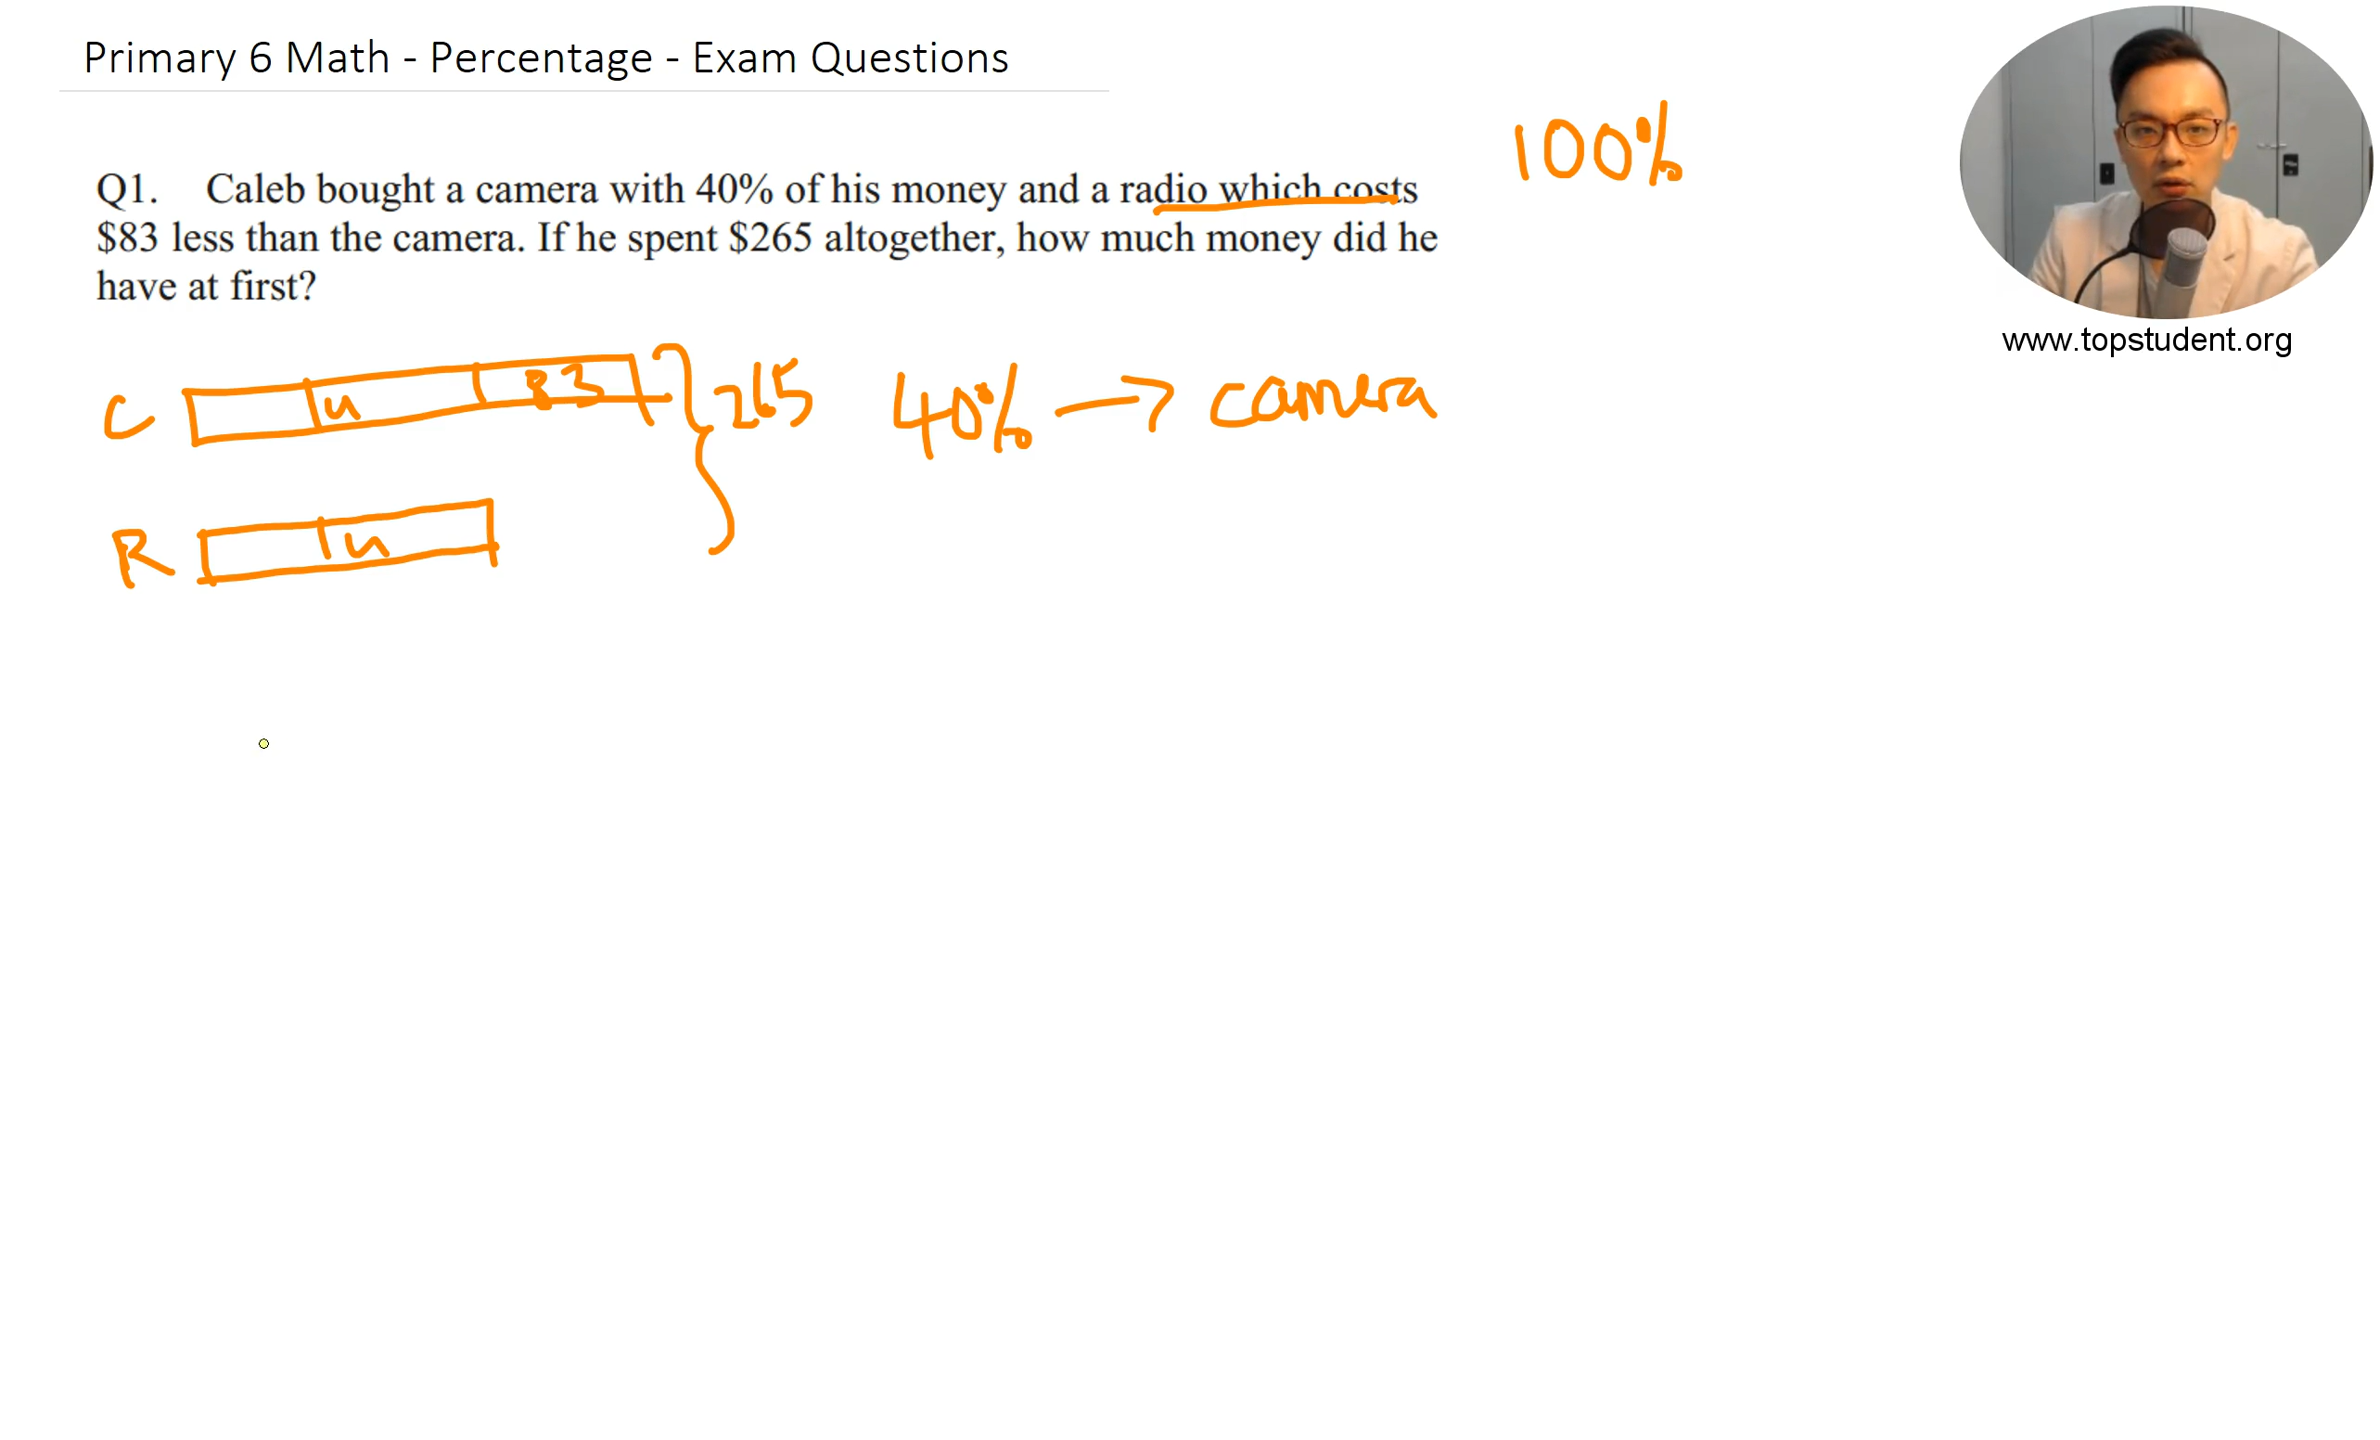 Primary 6 Math - Percentage - Exam Questions
100%
Q1. Caleb bought a camera with 40% of his money and a radio which costs
$83 less than the camera. If he spent $265 altogether, how much money did he
have at first?
www.topstudent.org
C u 83 265 40% → camera
R u